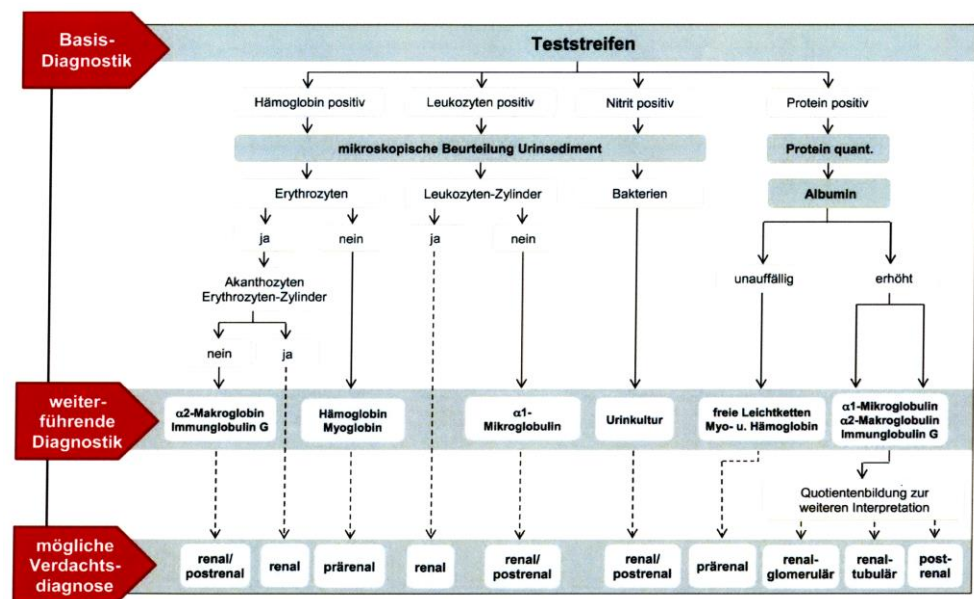 Basis-
Diagnostik
Teststreifen
Hämoglobin positiv
Leukozyten positiv
Nitrit positiv
Protein positiv
mikroskopische Beurteilung Urinsediment
Protein quant.
Erythrozyten
Leukozyten-Zylinder
Bakterien
Albumin
ja
nein
ja
nein
unauffällig
erhöht
Akanthozyten
Erythrozyten-Zylinder
nein
ja
weiter-
führende
Diagnostik
α2-Makroglobin
Immunglobulin G
Hämoglobin
Myoglobin
α1-
Mikroglobulin
Urinkultur
freie Leichtketten
Myo- u. Hämoglobin
α1-Mikroglobulin
α2-Makroglobulin
Immunglobulin G
Quotientenbildung zur
weiteren Interpretation
mögliche
Verdachts-
diagnose
renal/
postrenal
renal
prärenal
renal
renal/
postrenal
renal/
postrenal
prärenal
renal-
glomerulär
renal-
tubulär
post-
renal